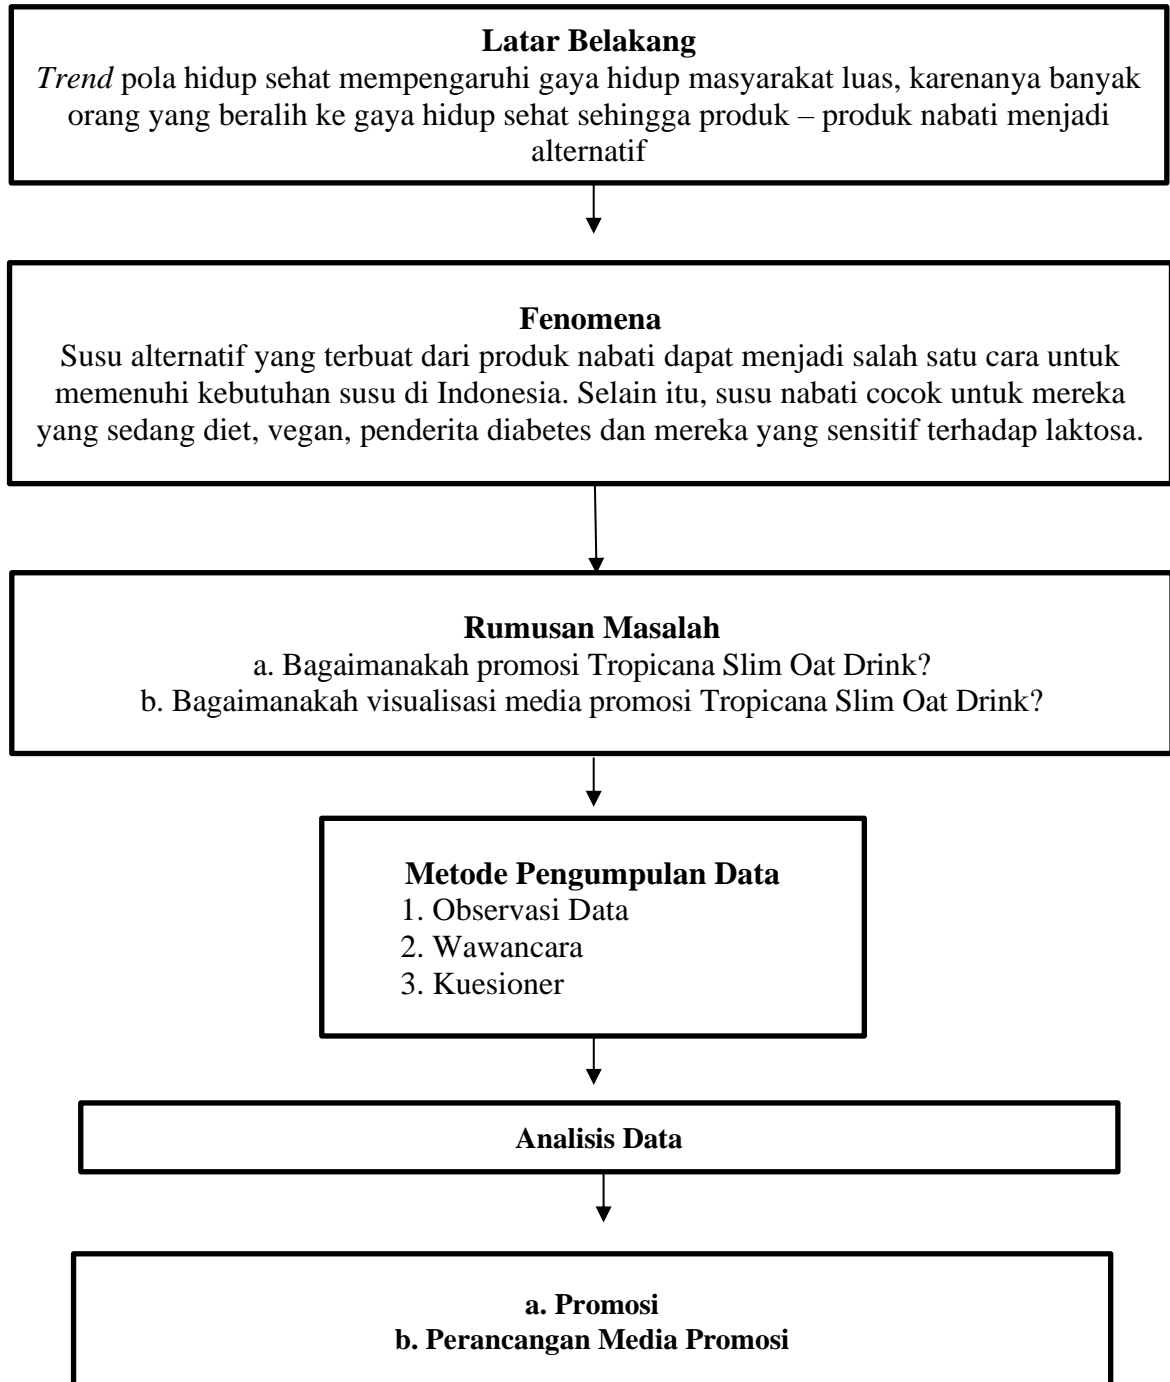 Latar Belakang
Trend pola hidup sehat mempengaruhi gaya hidup masyarakat luas, karenanya banyak
orang yang beralih ke gaya hidup sehat sehingga produk – produk nabati menjadi
alternatif
Fenomena
Susu alternatif yang terbuat dari produk nabati dapat menjadi salah satu cara untuk
memenuhi kebutuhan susu di Indonesia. Selain itu, susu nabati cocok untuk mereka
yang sedang diet, vegan, penderita diabetes dan mereka yang sensitif terhadap laktosa.
Rumusan Masalah
a. Bagaimanakah promosi Tropicana Slim Oat Drink?
b. Bagaimanakah visualisasi media promosi Tropicana Slim Oat Drink?
Metode Pengumpulan Data
1. Observasi Data
2. Wawancara
3. Kuesioner
Analisis Data
a. Promosi
b. Perancangan Media Promosi